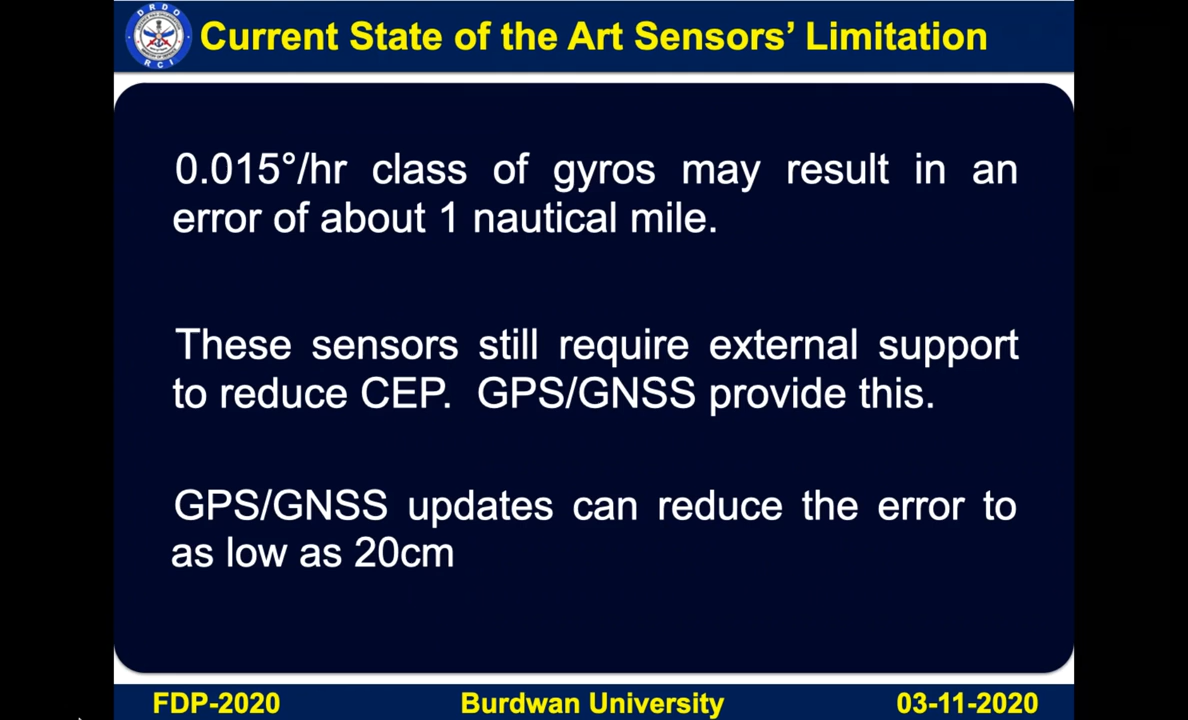 DRDO
RCI
Current State of the Art Sensors’ Limitation
0.015°/hr class of gyros may result in an
error of about 1 nautical mile.
These sensors still require external support
to reduce CEP. GPS/GNSS provide this.
GPS/GNSS updates can reduce the error to
as low as 20cm
FDP-2020
Burdwan University
03-11-2020